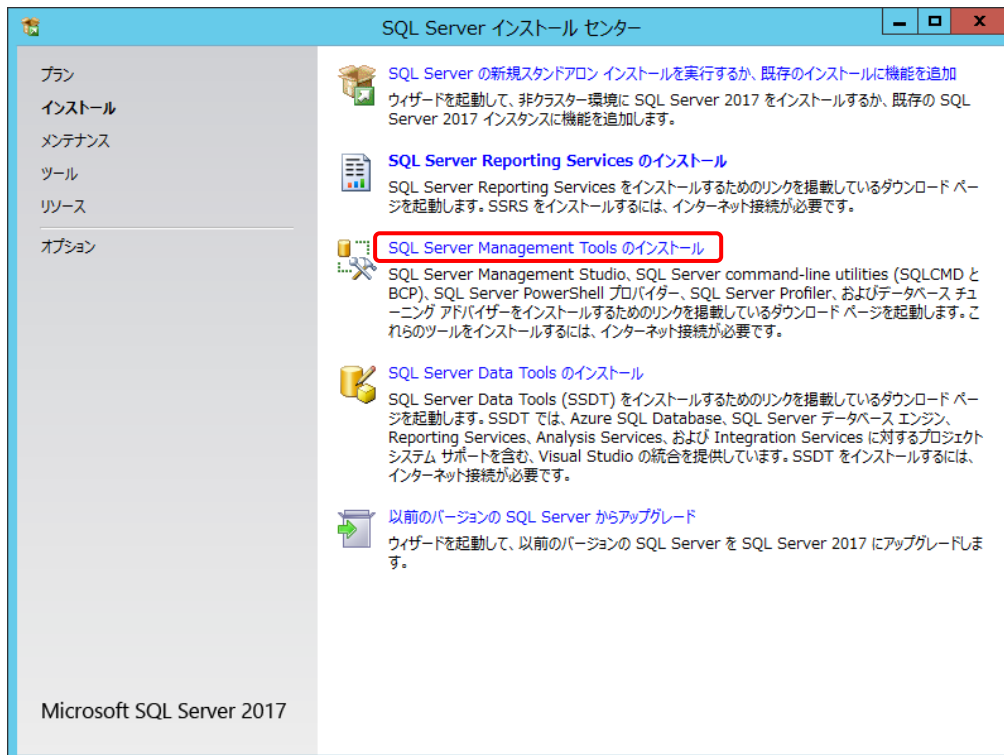 SQL Server インストール センター
プラン
インストール
メンテナンス
ツール
リソース
オプション
SQL Server の新規スタンドアロン インストールを実行するか、既存のインストールに機能を追加
ウィザードを起動して、非クラスター環境に SQL Server 2017 をインストールするか、既存の SQL
Server 2017 インスタンスに機能を追加します。
SQL Server Reporting Services のインストール
SQL Server Reporting Services をインストールするためのリンクを掲載しているダウンロード ペー
ジを起動します。SSRS をインストールするには、インターネット接続が必要です。
SQL Server Management Tools のインストール
SQL Server Management Studio、SQL Server command-line utilities (SQLCMD と
BCP)、SQL Server PowerShell プロバイダー、SQL Server Profiler、およびデータベース チュ
ーニング アドバイザーをインストールするためのリンクを掲載しているダウンロード ページを起動します。こ
れらのツールをインストールするには、インターネット接続が必要です。
SQL Server Data Tools のインストール
SQL Server Data Tools (SSDT) をインストールするためのリンクを掲載しているダウンロード ペー
ジを起動します。SSDT では、Azure SQL Database、SQL Server データベース エンジン、
Reporting Services、Analysis Services、および Integration Services に対するプロジェクト
システム サポートを含む、Visual Studio の統合を提供しています。SSDT をインストールするには、
インターネット接続が必要です。
以前のバージョンの SQL Server からアップグレード
ウィザードを起動して、以前のバージョンの SQL Server を SQL Server 2017 にアップグレードしま
す。
Microsoft SQL Server 2017